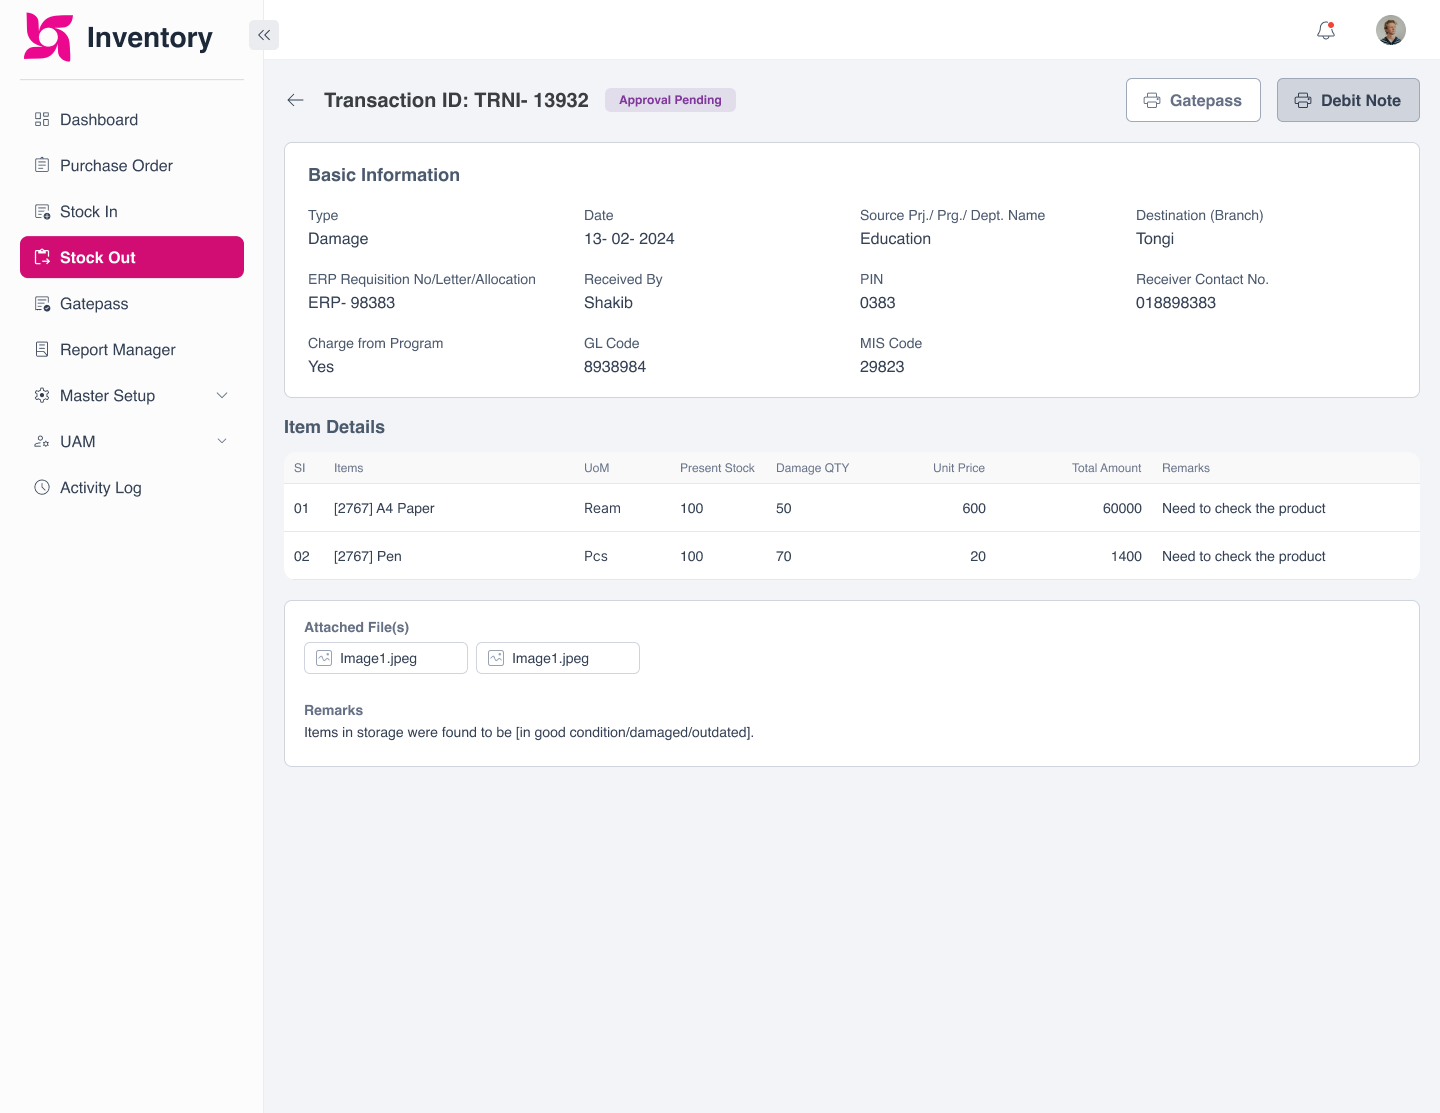 Inventory
Dashboard
Purchase Order
Stock In
Stock Out
Gatepass
Report Manager
Master Setup
UAM
Activity Log
Transaction ID: TRNI- 13932
Approval Pending
Gatepass
Debit Note
Basic Information
Type
Date
Source Prj./ Prg./ Dept. Name
Destination (Branch)
Damage
13- 02- 2024
Education
Tongi
ERP Requisition No/Letter/Allocation
Received By
PIN
Receiver Contact No.
ERP- 98383
Shakib
0383
018898383
Charge from Program
GL Code
MIS Code
Yes
8938984
29823
Item Details
SI Items UoM Present Stock Damage QTY Unit Price Total Amount Remarks
01 [2767] A4 Paper Ream 100 50 600 60000 Need to check the product
02 [2767] Pen Pcs 100 70 20 1400 Need to check the product
Attached File(s)
Image1.jpeg
Image1.jpeg
Remarks
Items in storage were found to be [in good condition/damaged/outdated].